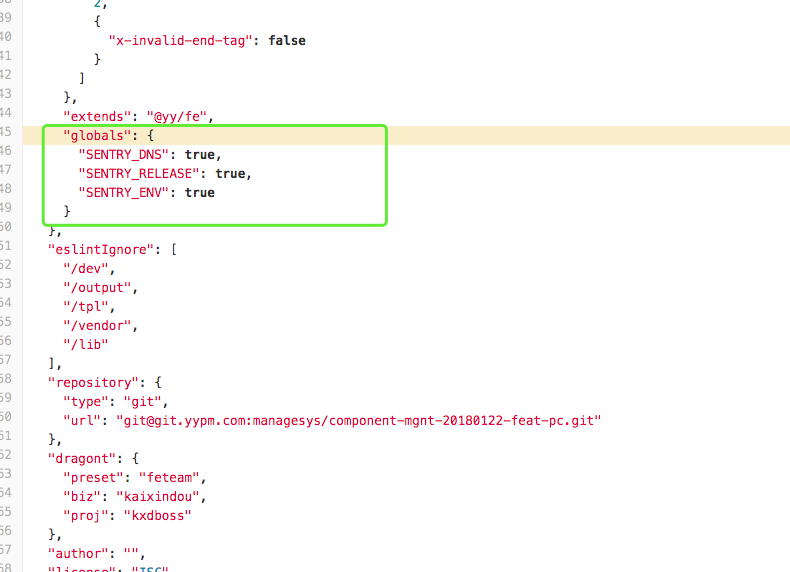 2,
39 {
40 "x-invalid-end-tag": false
41 }
42 ]
43 },
44 "extends": "@yy/fe",
45 "globals": {
46 "SENTRY_DNS": true,
47 "SENTRY_RELEASE": true,
48 "SENTRY_ENV": true
49 }
50 },
51 "eslintIgnore": [
52 "/dev",
53 "/output",
54 "/tpl",
55 "/vendor",
56 "/lib"
57 ],
58 "repository": {
59 "type": "git",
60 "url": "git@git.yypm.com:managesys/component-mgnt-20180122-feat-pc.git"
61 },
62 "dragont": {
63 "preset": "feteam",
64 "biz": "kaixindou",
65 "proj": "kxdboss"
66 },
67 "author": "",
68 "license": "ISC"